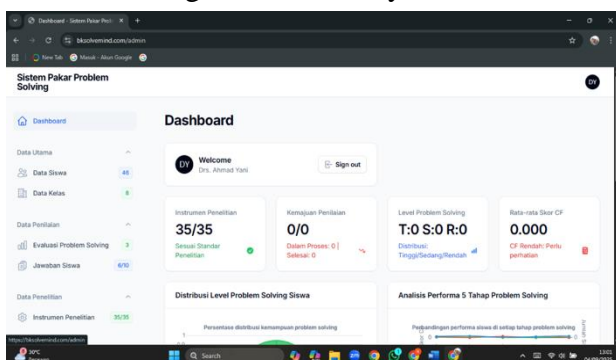 Dashboard - Sistem Pakar Probl
bksolvemind.com/admin
New Tab
Masuk - Akun Google
Sistem Pakar Problem
Solving
DY
Dashboard
Dashboard
Data Utama
Data Siswa 45
Data Kelas 6
Data Penilaian
Evaluasi Problem Solving 3
Jawaban Siswa 6/10
Data Penelitian
Instrumen Penelitian 35/35
DY
Welcome
Drs. Ahmad Yani
Sign out
Instrumen Penelitian
35/35
Sesuai Standar
Penelitian
Kemajuan Penilaian
0/0
Dalam Proses: 0 |
Selesai: 0
Level Problem Solving
T:0 S:0 R:0
Distribusi:
Tinggi/Sedang/Rendah
Rata-rata Skor CF
0.000
CF Rendah: Perlu
perhatian
Distribusi Level Problem Solving Siswa
Persentase distribusi kemampuan problem solving
1
Analisis Performa 5 Tahap Problem Solving
Perbandingan performa siswa di setiap tahap problem solving
0
https://bksolvemind.com/admin
30°C
Search